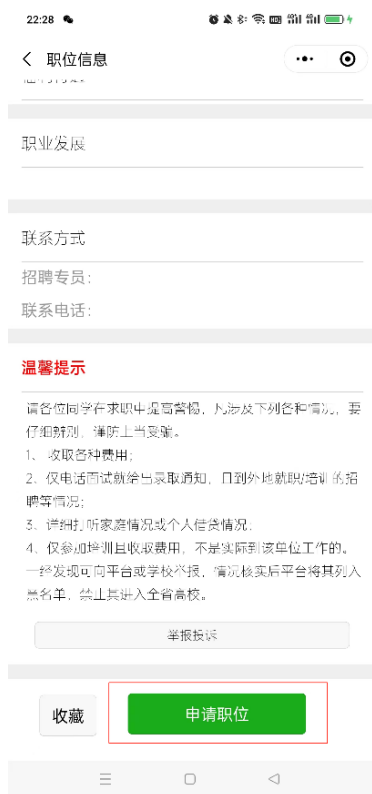 22:28
职位信息
职业发展
联系方式
招聘专员:
联系电话:
温馨提示
请各位同学在求职中提高警惕，凡涉及下列各种情况，要
仔细辨别，谨防上当受骗。
1、 收取各种费用;
2、仅电话面试就给出录取通知，且到外地就职/培训的招
聘等情况;
3、详细打听家庭情况或个人借贷情况.
4、仅参加培训且收取费用，不是实际到该单位工作的。
一经发现可向平台或学校举报，情况核实后平台将其列入
黑名单，禁止其进入全省高校。
举报投诉
收藏
申请职位